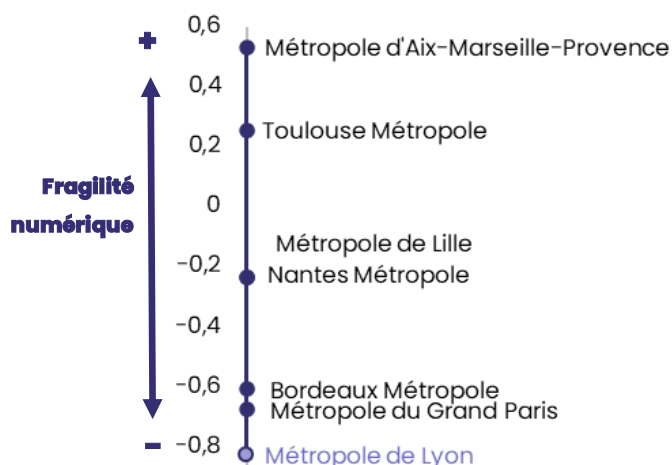 0,6
+
Métropole d'Aix-Marseille-Provence
0,4
Toulouse Métropole
0,2
Fragilité
numérique
0
Métropole de Lille
-0,2
Nantes Métropole
-0,4
-0,6
Bordeaux Métropole
Métropole du Grand Paris
-
-0,8
Métropole de Lyon